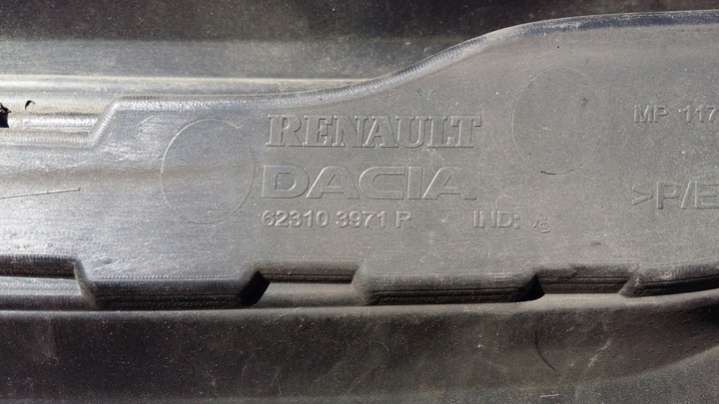 RENAULT
DACIA
62310 3971 R IND:
MP 117
>P/E